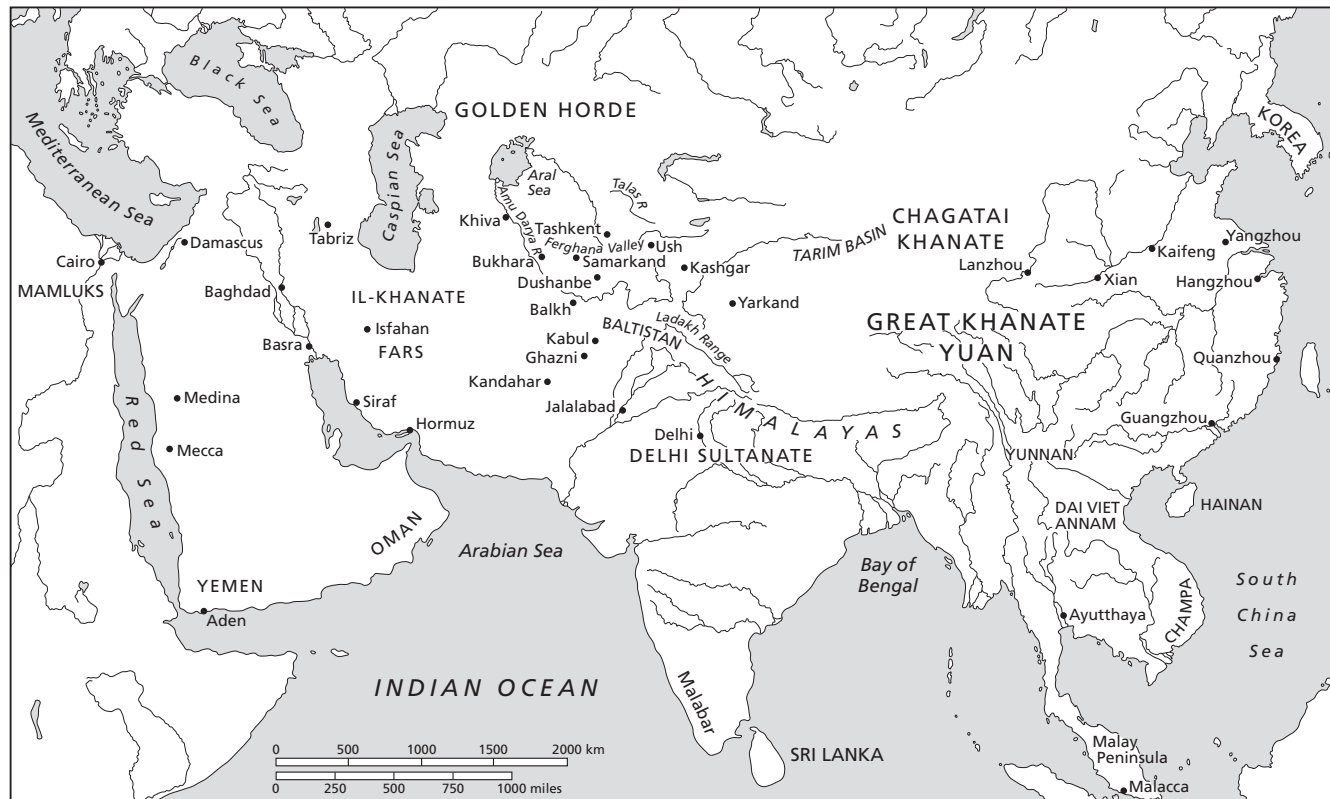 Black Sea
GOLDEN HORDE
KOREA
Mediterranean Sea
Caspian Sea
Aral
Sea
Talas R
Amu Darya R
Khiva
Tashkent
CHAGATAI
KHANATE
Tabriz
Damascus
Ferghana Valley
Ush
TARIM BASIN
Kaifeng
Yangzhou
Cairo
Bukhara
Samarkand
Kashgar
Lanzhou
Xian
Hangzhou
MAMLUKS
Baghdad
IL-KHANATE
Dushanbe
Balkh
Yarkand
GREAT KHANATE
YUAN
Isfahan
FARS
Basra
Kabul
BALTISTAN
Ladakh Range
Ghazni
Quanzhou
Kandahar
HIMALAYAS
Red Sea
Medina
Siraf
Jalalabad
Hormuz
Guangzhou
Mecca
Delhi
DELHI SULTANATE
YUNNAN
DAI VIET
ANNAM
HAINAN
OMAN
Arabian Sea
Bay of
Bengal
South
China
Sea
YEMEN
Aden
Ayutthaya
CHAMPA
INDIAN OCEAN
Malabar
SRI LANKA
Malay
Peninsula
Malacca
0 500 1000 1500 2000 km
0 250 500 750 1000 miles